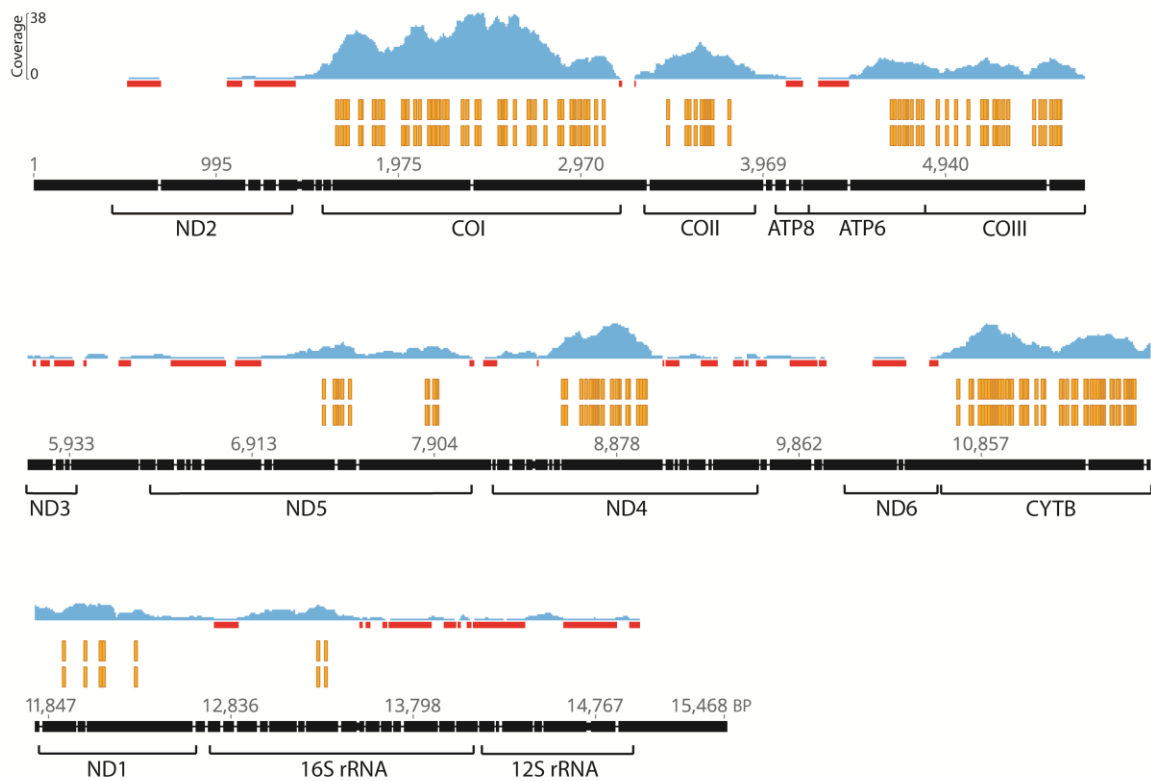 38
Coverage
0
1 995 1,975 2,970 3,969 4,940
ND2 COI COII ATP8 ATP6 COIII
5,933 6,913 7,904 8,878 9,862 10,857
ND3 ND5 ND4 ND6 CYTB
11,847 12,836 13,798 14,767 15,468 BP
ND1 16S rRNA 12S rRNA